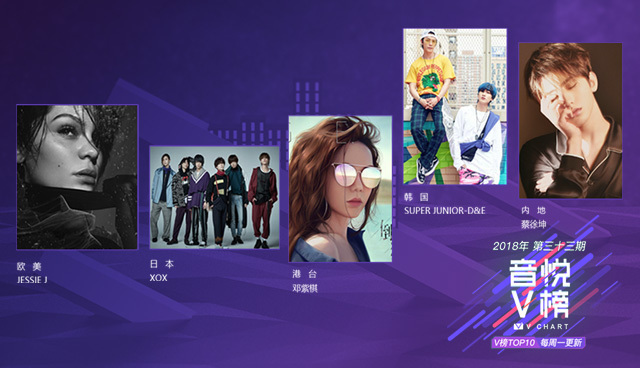 欧 美
JESSIE J
日 本
XOX
港 台
邓紫棋
韩 国
SUPER JUNIOR-D&E
内 地
蔡徐坤
2018年 第三十三期
音悦
V榜
V CHART
V榜TOP10 每周一更新